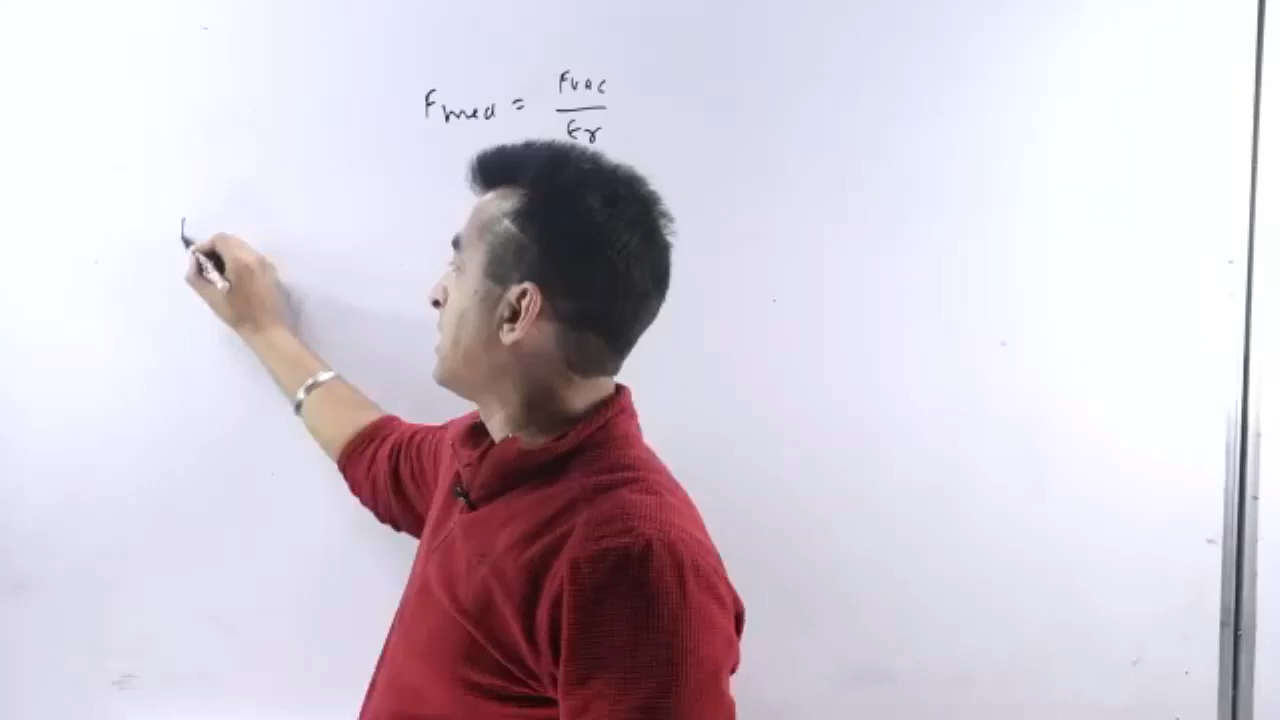 Fmed = FVAC / εr